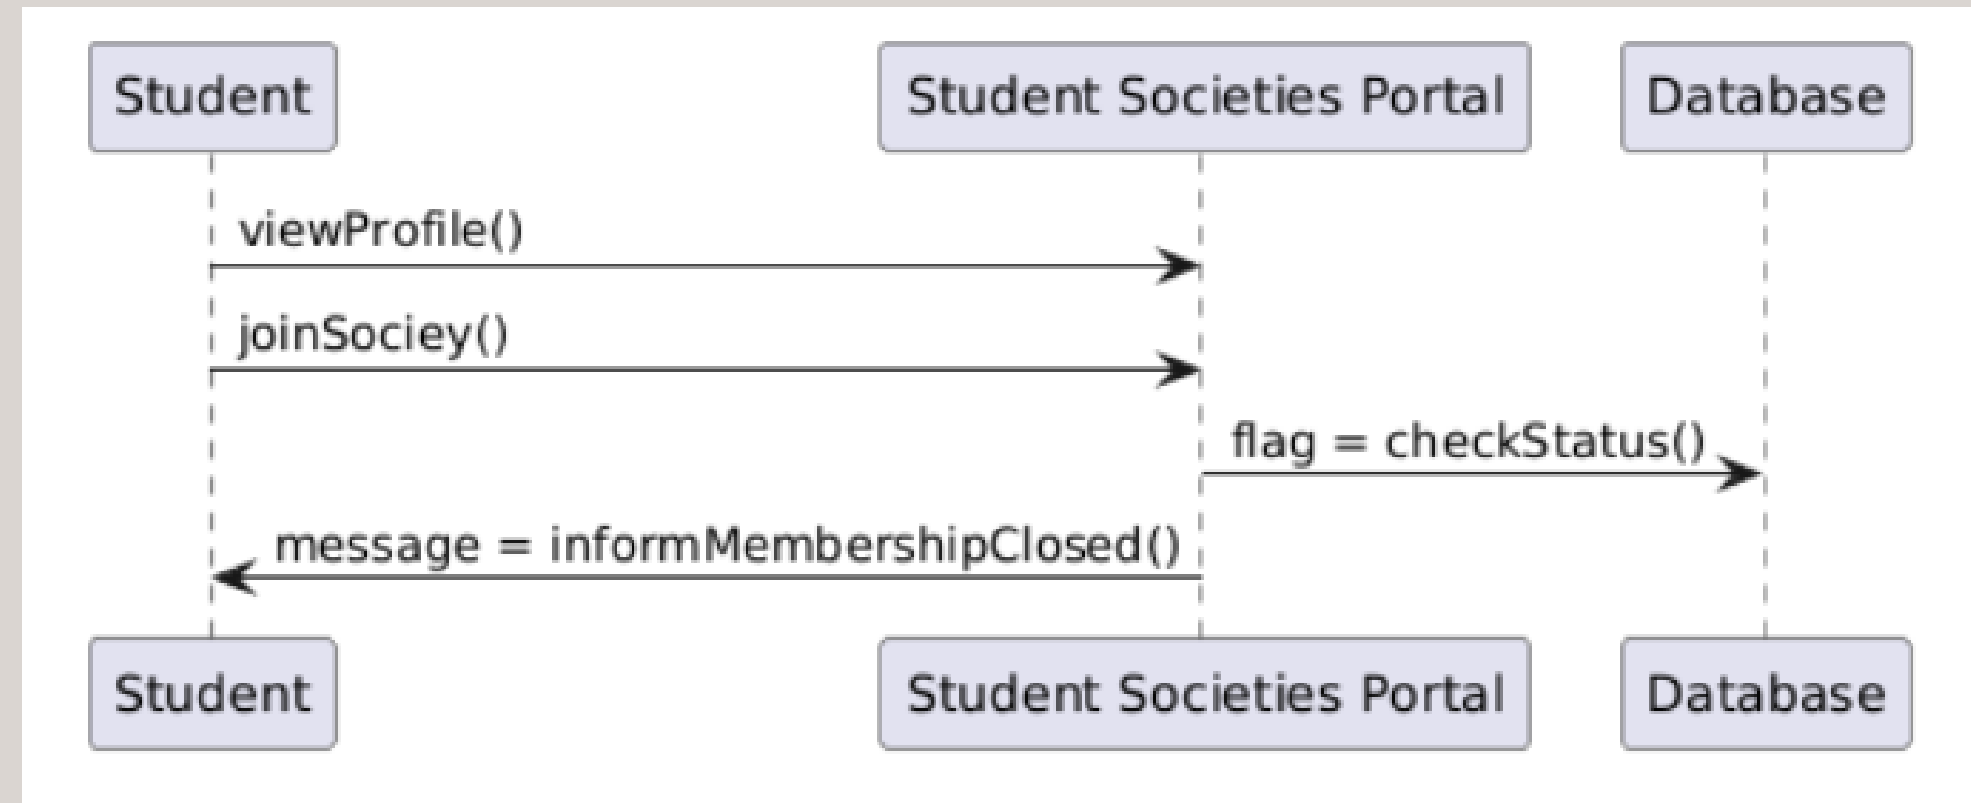 Student
Student Societies Portal
Database
viewProfile()
joinSociey()
flag = checkStatus()
message = informMembershipClosed()
Student
Student Societies Portal
Database